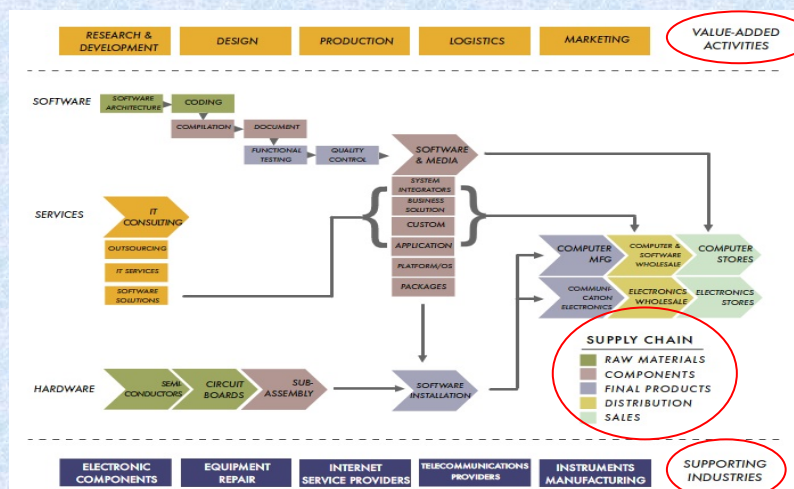 RESEARCH &
DEVELOPMENT
DESIGN
PRODUCTION
LOGISTICS
MARKETING
VALUE-ADDED
ACTIVITIES
SOFTWARE
SOFTWARE
ARCHITECTURE
CODING
COMPILATION
DOCUMENT
FUNCTIONAL
TESTING
QUALITY
CONTROL
SOFTWARE
& MEDIA
SYSTEM
INTEGRATORS
BUSINESS
SOLUTION
CUSTOM
APPLICATION
PLATFORM/OS
PACKAGES
SERVICES
IT
CONSULTING
OUTSOURCING
IT SERVICES
SOFTWARE
SOLUTIONS
COMPUTER
MFG
COMPUTER &
SOFTWARE
WHOLESALE
COMPUTER
STORES
COMMUNI-
CATION
ELECTRONICS
ELECTRONICS
WHOLESALE
ELECTRONICS
STORES
HARDWARE
SEMI-
CONDUCTORS
CIRCUIT
BOARDS
SUB-
ASSEMBLY
SOFTWARE
INSTALLATION
SUPPLY CHAIN
RAW MATERIALS
COMPONENTS
FINAL PRODUCTS
DISTRIBUTION
SALES
ELECTRONIC
COMPONENTS
EQUIPMENT
REPAIR
INTERNET
SERVICE PROVIDERS
TELECOMMUNICATIONS
PROVIDERS
INSTRUMENTS
MANUFACTURING
SUPPORTING
INDUSTRIES